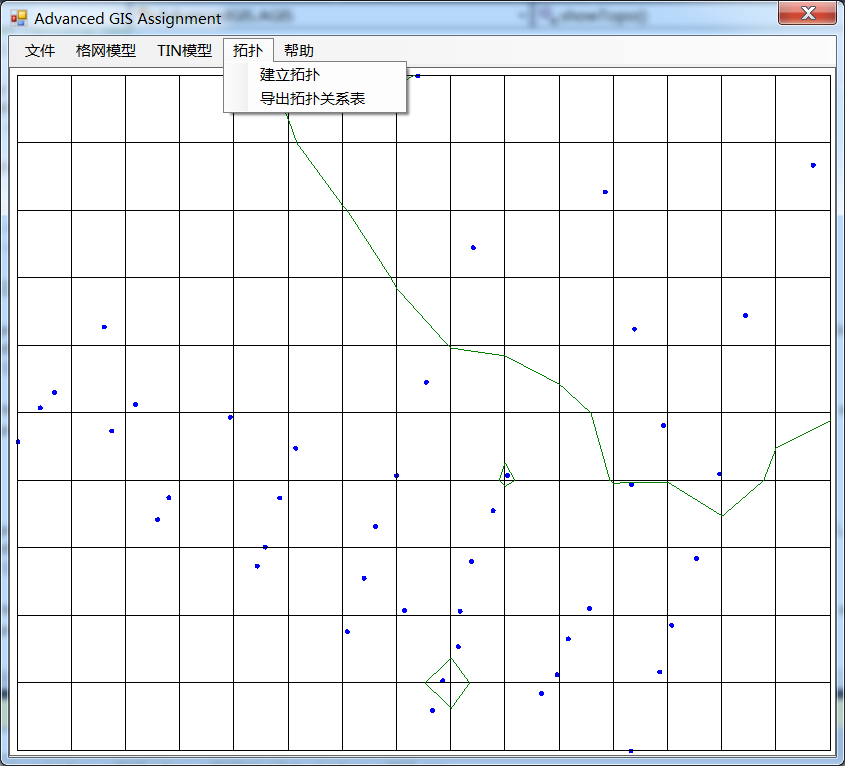 Advanced GIS Assignment
文件 格网模型 TIN模型 拓扑 帮助
建立拓扑
导出拓扑关系表